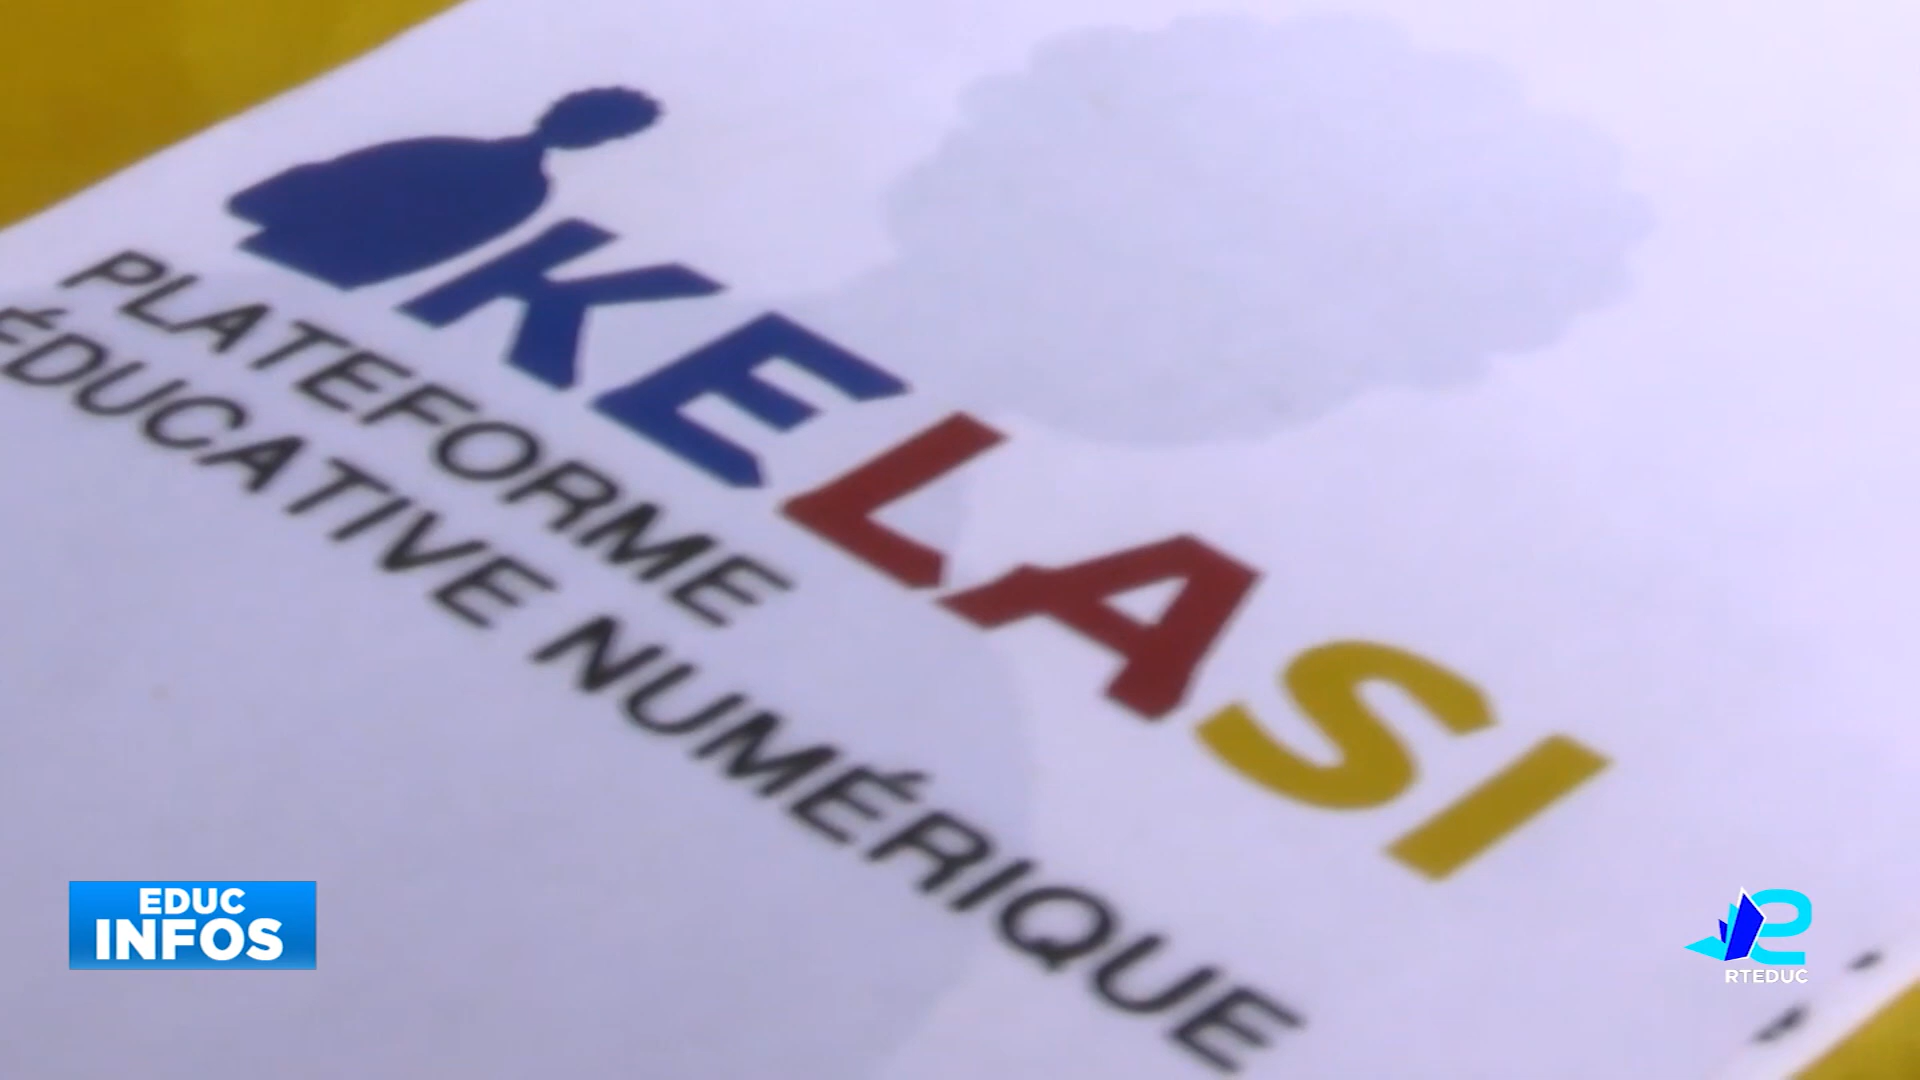 KELASI
PLATEFORME
ÉDUCATIVE NUMÉRIQUE
EDUC
INFOS
RTEDUC